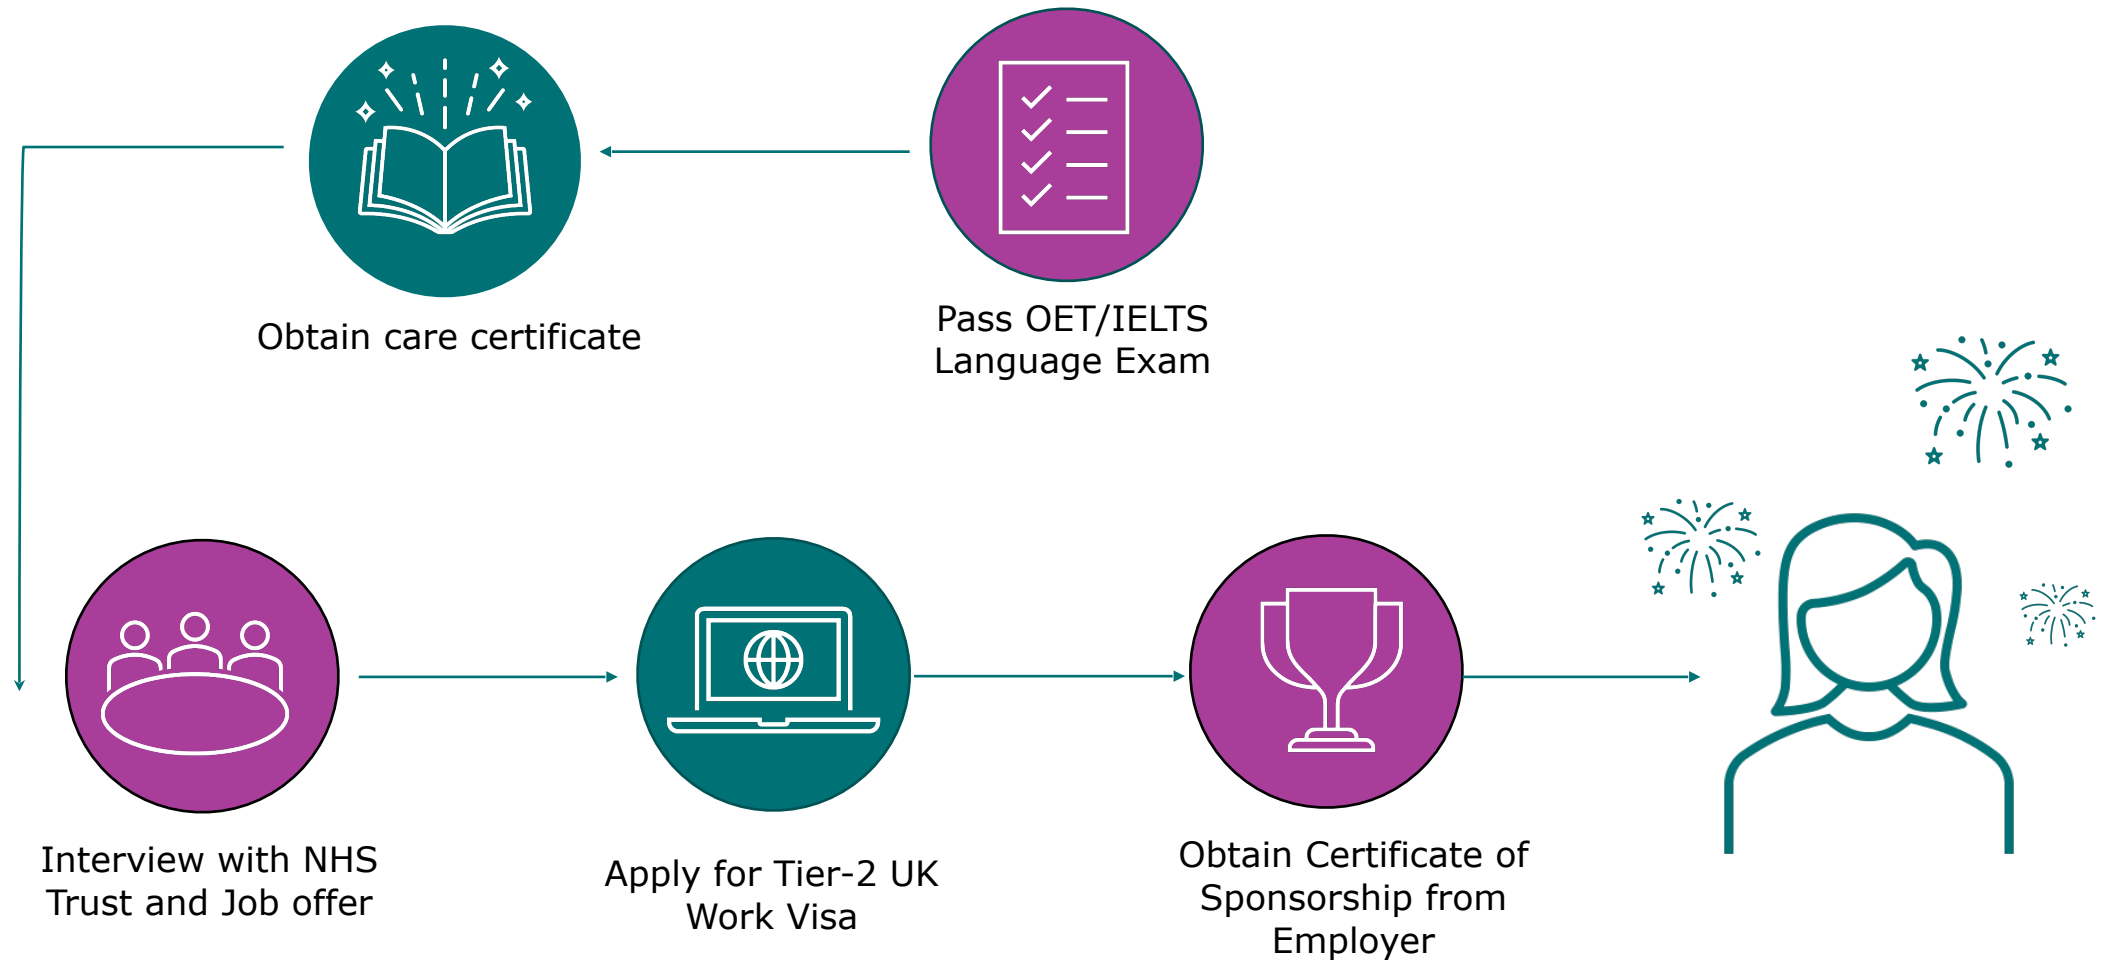 Obtain care certificate
Pass OET/IELTS
Language Exam
Interview with NHS
Trust and Job offer
Apply for Tier-2 UK
Work Visa
Obtain Certificate of
Sponsorship from
Employer